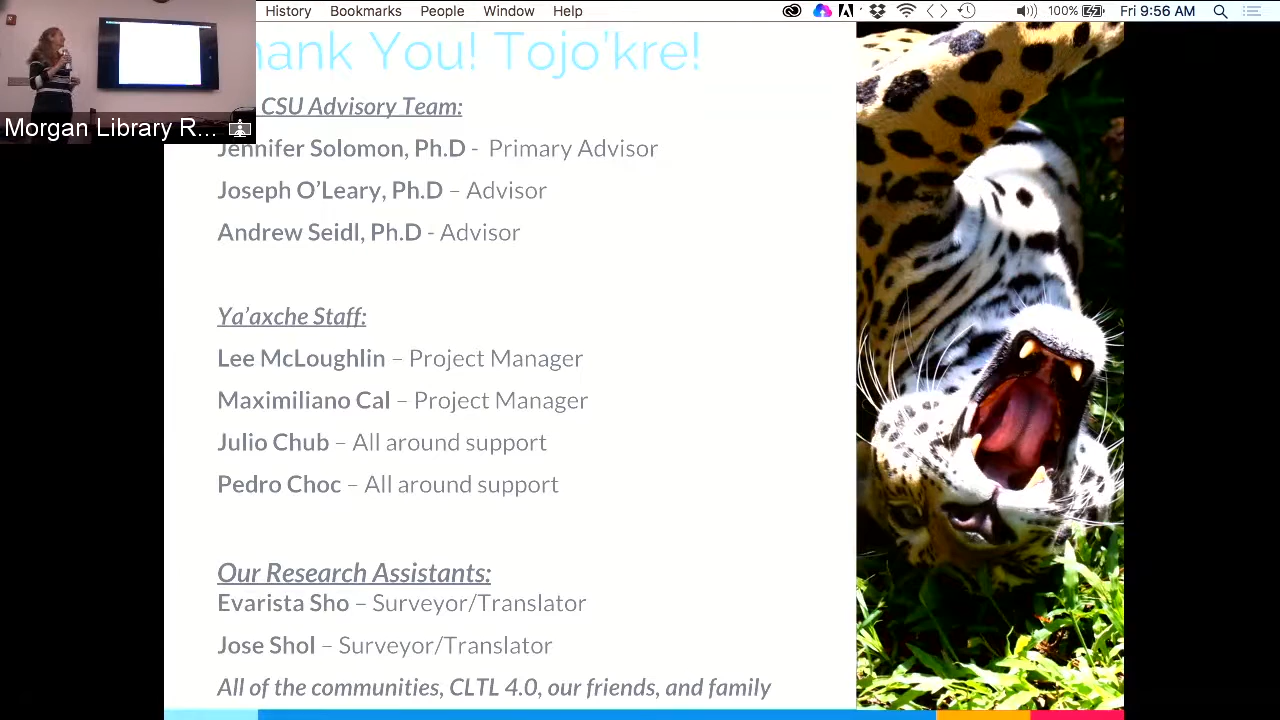 History Bookmarks People Window Help 100% Fri 9:56 AM
hank You! Tojo’kre!
CSU Advisory Team:
Morgan Library R...
Jennifer Solomon, Ph.D - Primary Advisor
Joseph O’Leary, Ph.D – Advisor
Andrew Seidl, Ph.D - Advisor
Ya’axche Staff:
Lee McLoughlin – Project Manager
Maximiliano Cal – Project Manager
Julio Chub – All around support
Pedro Choc – All around support
Our Research Assistants:
Evarista Sho – Surveyor/Translator
Jose Shol – Surveyor/Translator
All of the communities, CLTL 4.0, our friends, and family